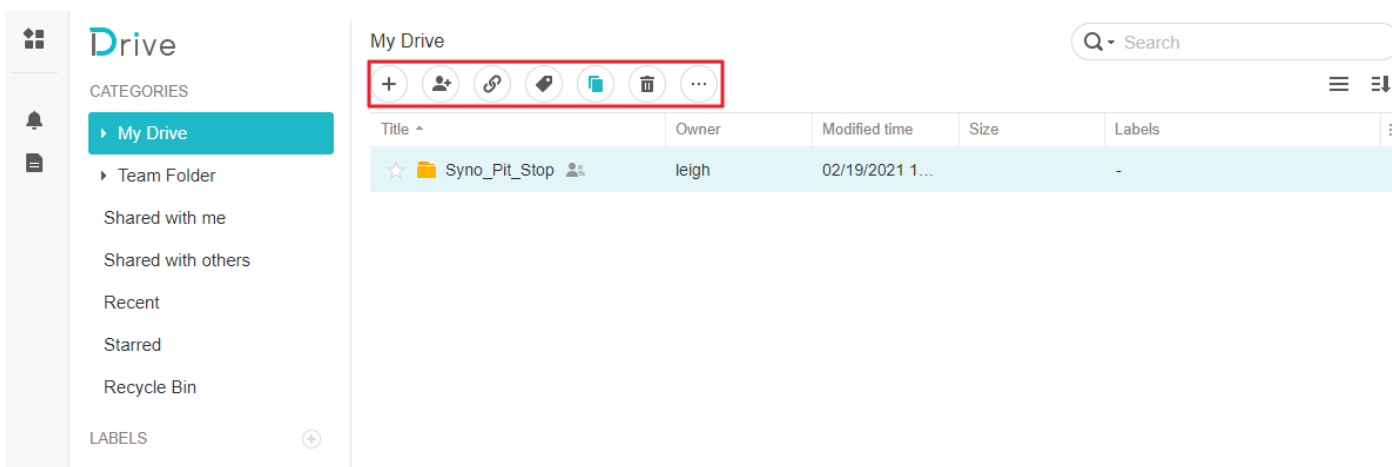 Drive
CATEGORIES
My Drive
Team Folder
Shared with me
Shared with others
Recent
Starred
Recycle Bin
LABELS
My Drive
Search
Title Owner Modified time Size Labels
Syno_Pit_Stop leigh 02/19/2021 1... -